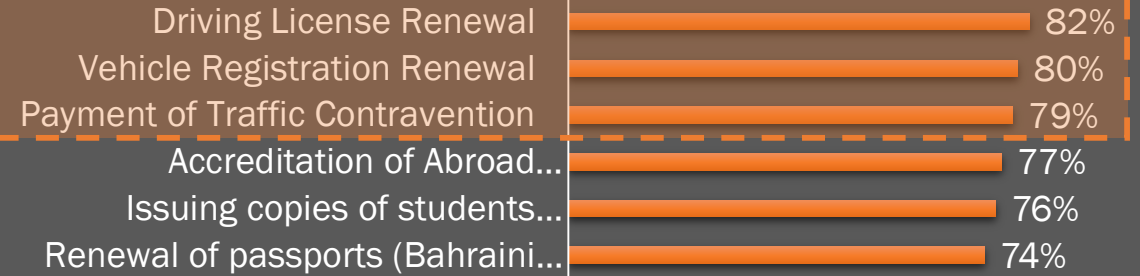 Driving License Renewal 82%
Vehicle Registration Renewal 80%
Payment of Traffic Contravention 79%
Accreditation of Abroad... 77%
Issuing copies of students... 76%
Renewal of passports (Bahraini... 74%